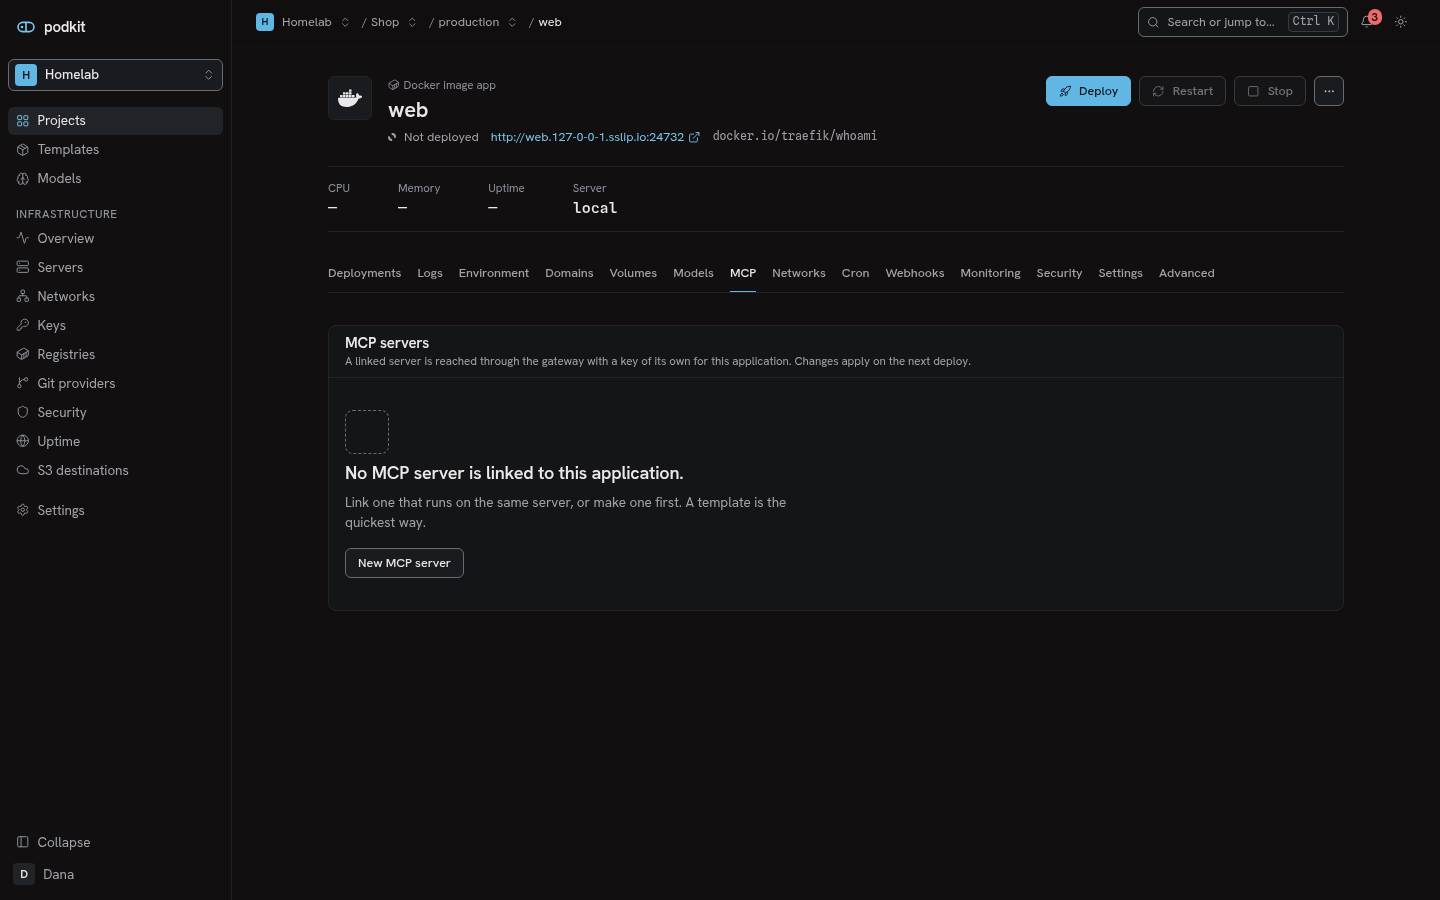 podkit
H Homelab
Projects
Templates
Models
INFRASTRUCTURE
Overview
Servers
Networks
Keys
Registries
Git providers
Security
Uptime
S3 destinations
Settings
Collapse
D Dana
H Homelab / Shop / production / web
Search or jump to... Ctrl K
3
Docker image app
web
Not deployed http://web.127-0-0-1.sslip.io:24732 docker.io/traefik/whoami
Deploy Restart Stop ...
CPU Memory Uptime Server
— — — local
Deployments Logs Environment Domains Volumes Models MCP Networks Cron Webhooks Monitoring Security Settings Advanced
MCP servers
A linked server is reached through the gateway with a key of its own for this application. Changes apply on the next deploy.
No MCP server is linked to this application.
Link one that runs on the same server, or make one first. A template is the
quickest way.
New MCP server